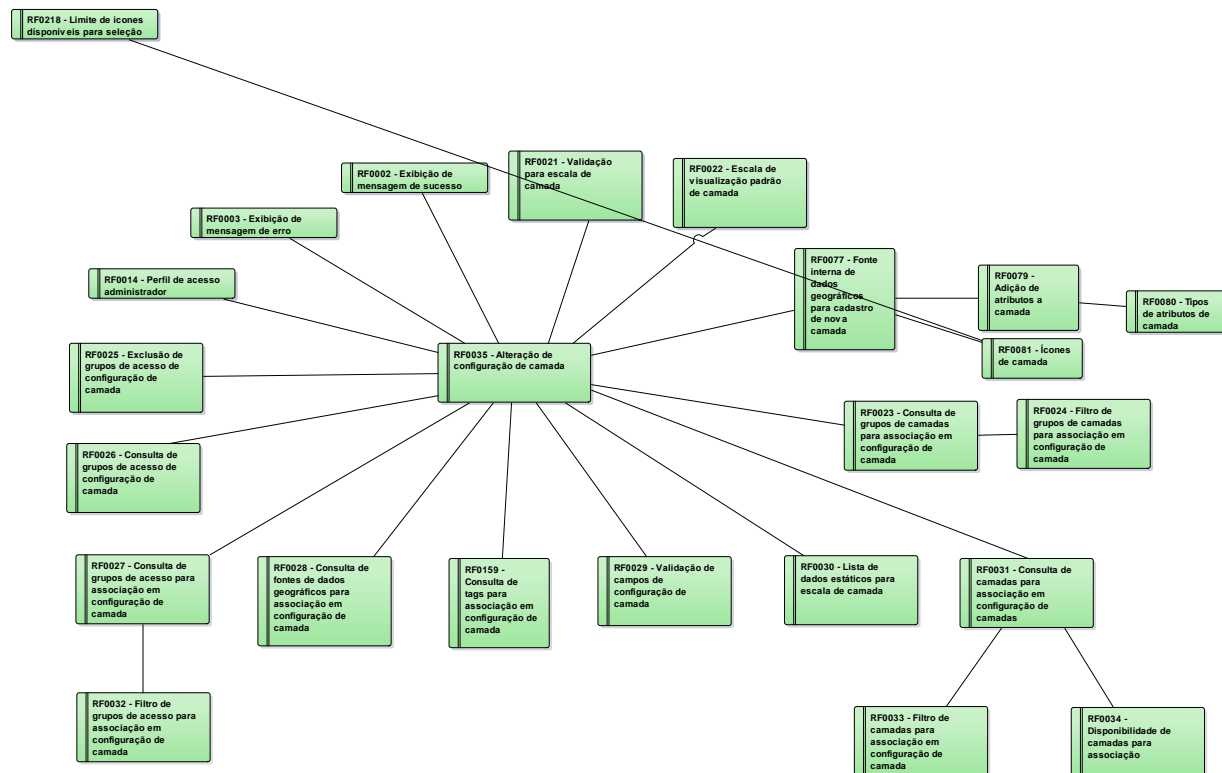 RF0218 - Limite de icones
disponíveis para seleção
RF0002 - Exibição de
mensagem de sucesso
RF0021 - Validação
para escala de
camada
RF0022 - Escala de
visualização padrão
de camada
RF0003 - Exibição de
mensagem de erro
RF0014 - Perfil de acesso
administrador
RF0077 - Fonte
interna de
dados
geográficos
para cadastro
de nova
camada
RF0079 -
Adição de
atributos a
camada
RF0080 - Tipos
de atributos de
camada
RF0081 - Ícones
de camada
RF0025 - Exclusão de
grupos de acesso de
configuração de
camada
RF0035 - Alteração de
configuração de camada
RF0023 - Consulta de
grupos de camadas
para associação em
configuração de
camada
RF0024 - Filtro de
grupos de camadas
para associação em
configuração de
camada
RF0026 - Consulta de
grupos de acesso de
configuração de
camada
RF0027 - Consulta de
grupos de acesso para
associação em
configuração de
camada
RF0028 - Consulta de
fontes de dados
geográficos para
associação em
configuração de
camada
RF0159 -
Consulta de
tags para
associação em
configuração de
camada
RF0029 - Validação de
campos de
configuração de
camada
RF0030 - Lista de
dados estáticos para
escala de camada
RF0031 - Consulta de
camadas para
associação em
configuração de
camadas
RF0032 - Filtro de
grupos de acesso para
associação em
configuração de
camada
RF0033 - Filtro de
camadas para
associação em
configuração de
camada
RF0034 -
Disponibilidade de
camadas para
associação